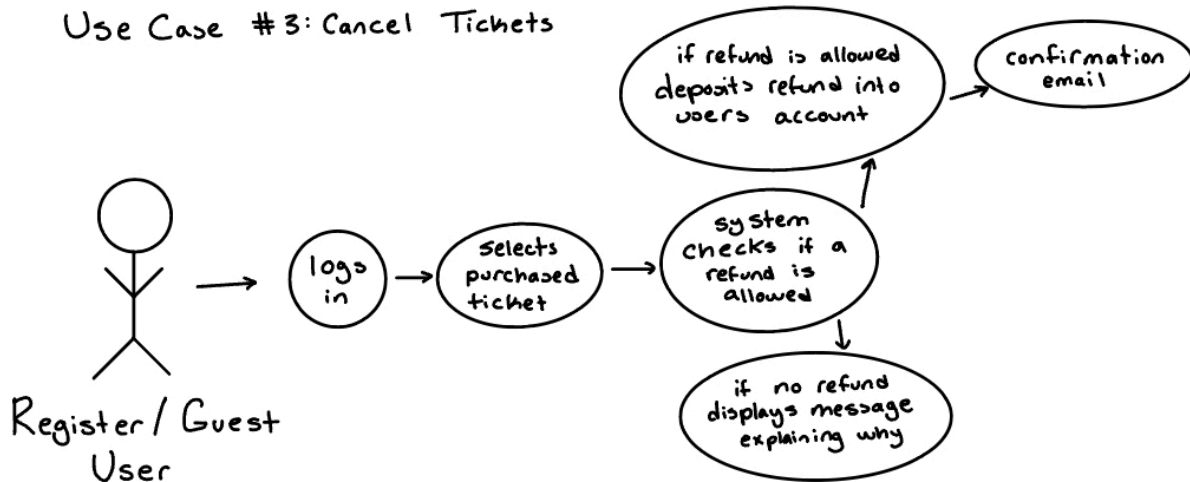 Use Case #3: Cancel Tickets
if refund is allowed
deposits refund into
users account
confirmation
email
logs
in
selects
purchased
ticket
system
checks if a
refund is
allowed
if no refund
displays message
explaining why
Register/Guest
User